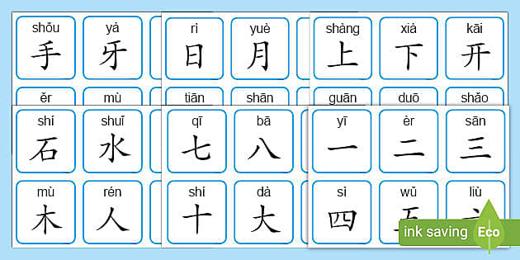 shǒu yá rì yuè shàng xià kāi
手 牙 日 月 上 下 开
ěr mù tiān shān guān duō shǎo
shí shuǐ qī bā yī èr sān
石 水 七 八 一 二 三
mù rén shí dà sì wǔ liù
木 人 十 大 四 五
ink saving Eco